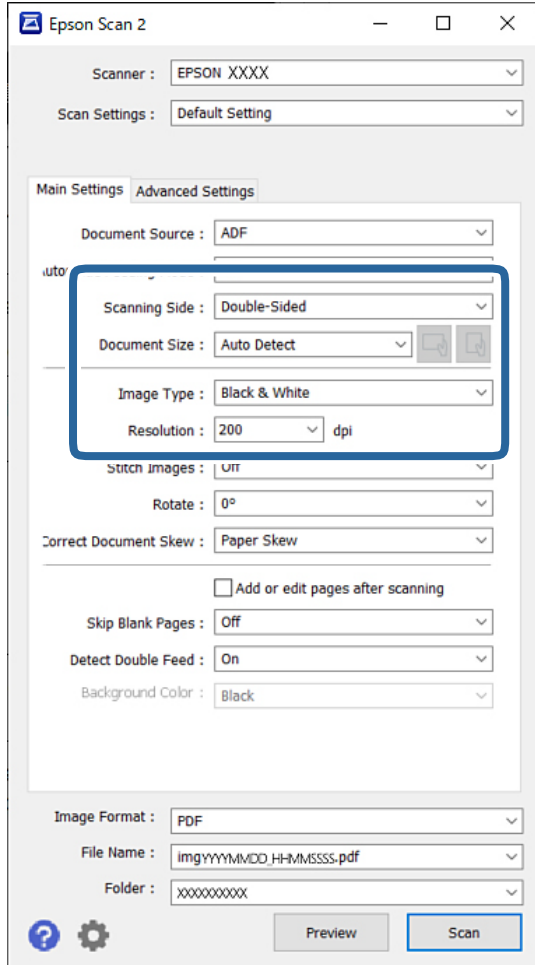 Epson Scan 2
Scanner : EPSON XXXX
Scan Settings : Default Setting
Main Settings Advanced Settings
Document Source : ADF
Scanning Side : Double-Sided
Document Size : Auto Detect
Image Type : Black & White
Resolution : 200 dpi
Stitch Images : Off
Rotate : 0°
Correct Document Skew : Paper Skew
Add or edit pages after scanning
Skip Blank Pages : Off
Detect Double Feed : On
Background Color : Black
Image Format : PDF
File Name : imgYYYYMMDD_HHMMSSSS.pdf
Folder : XXXXXXXXXX
Preview Scan